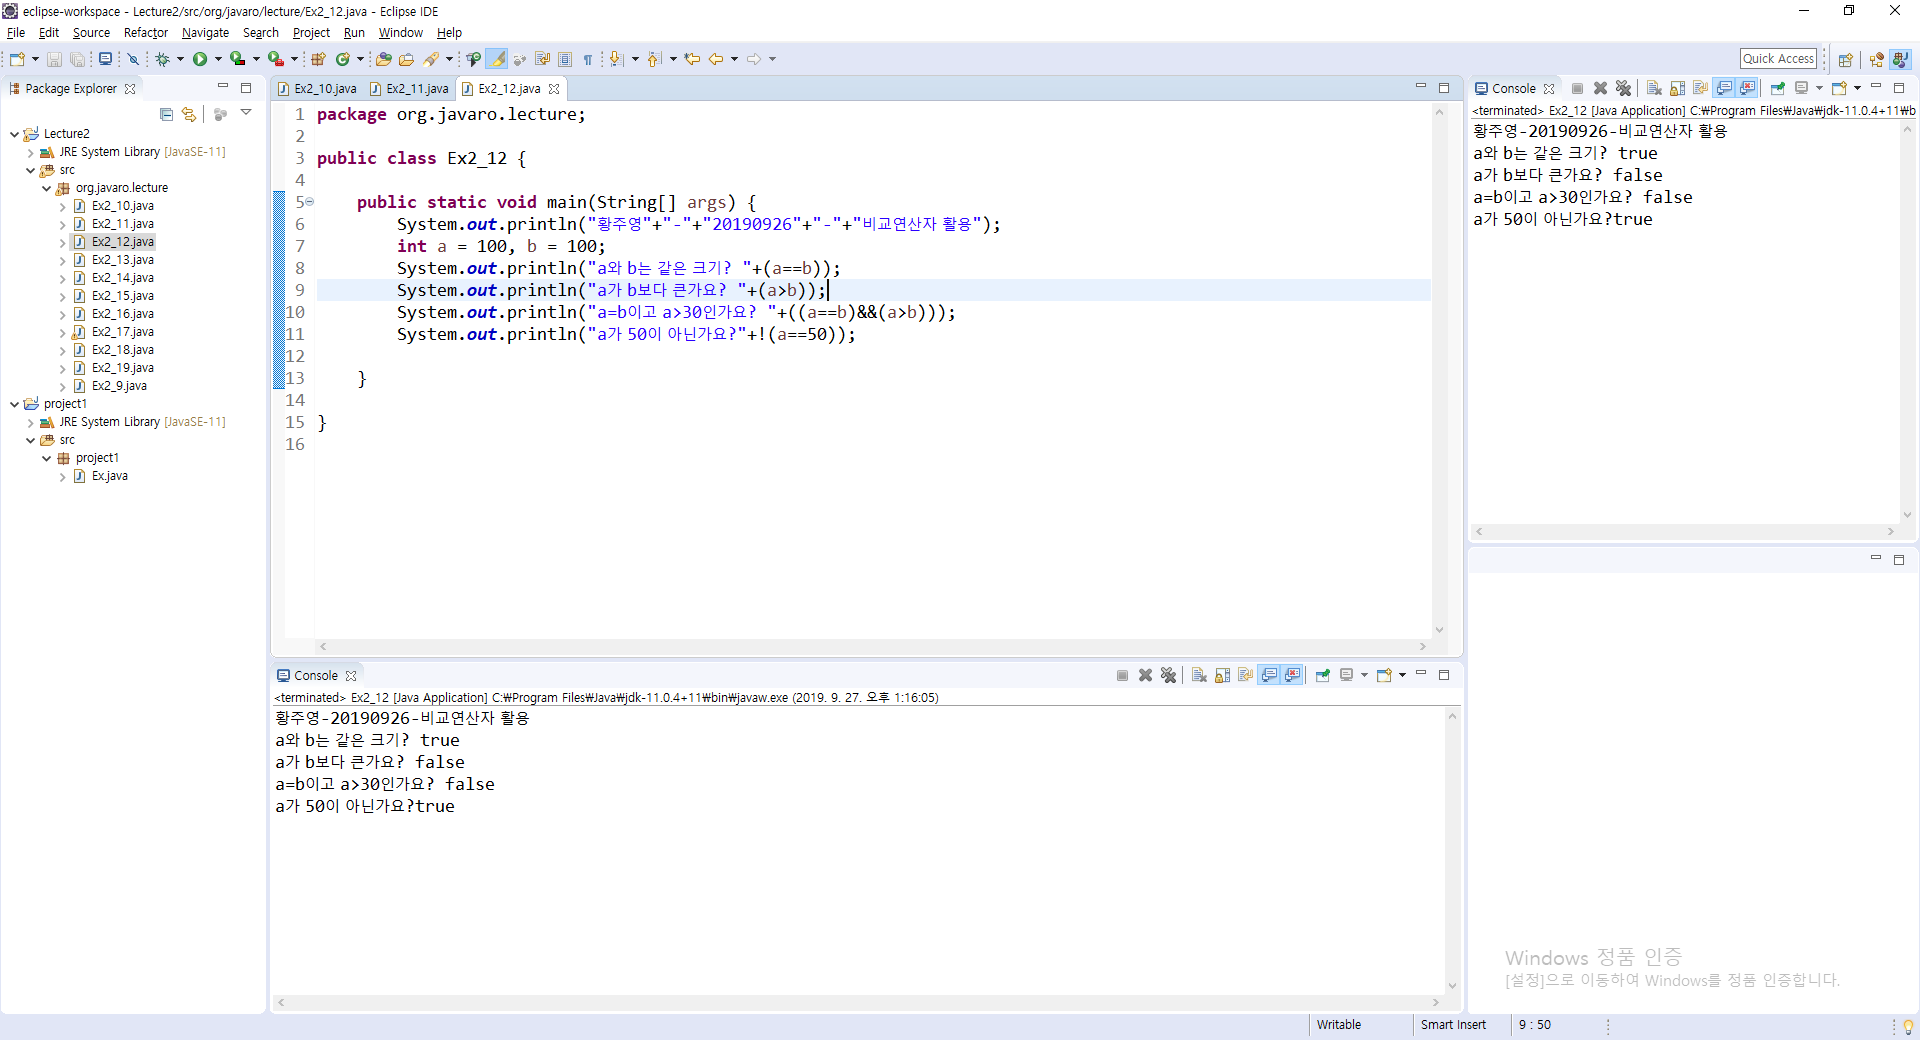 eclipse-workspace - Lecture2/src/org/javaro/lecture/Ex2_12.java - Eclipse IDE
File Edit Source Refactor Navigate Search Project Run Window Help
Quick Access
Package Explorer
Lecture2
JRE System Library [JavaSE-11]
src
org.javaro.lecture
Ex2_10.java
Ex2_11.java
Ex2_12.java
Ex2_13.java
Ex2_14.java
Ex2_15.java
Ex2_16.java
Ex2_17.java
Ex2_18.java
Ex2_19.java
Ex2_9.java
project1
JRE System Library [JavaSE-11]
src
project1
Ex.java
Ex2_10.java Ex2_11.java Ex2_12.java
1 package org.javaro.lecture;
2
3 public class Ex2_12 {
4
5 public static void main(String[] args) {
6 System.out.println("황주영"+"-"+"20190926"+"-"+"비교연산자 활용");
7 int a = 100, b = 100;
8 System.out.println("a와 b는 같은 크기? "+(a==b));
9 System.out.println("a가 b보다 큰가요? "+(a>b));
10 System.out.println("a=b이고 a>30인가요? "+((a==b)&&(a>b)));
11 System.out.println("a가 50이 아닌가요?"+!(a==50));
12
13 }
14
15 }
16
Console
<terminated> Ex2_12 [Java Application] C:₩Program Files₩Java₩jdk-11.0.4+11₩bin₩javaw.exe (2019. 9. 27. 오후 1:16:05)
황주영-20190926-비교연산자 활용
a와 b는 같은 크기? true
a가 b보다 큰가요? false
a=b이고 a>30인가요? false
a가 50이 아닌가요?true
Console
<terminated> Ex2_12 [Java Application] C:₩Program Files₩Java₩jdk-11.0.4+11₩b
황주영-20190926-비교연산자 활용
a와 b는 같은 크기? true
a가 b보다 큰가요? false
a=b이고 a>30인가요? false
a가 50이 아닌가요?true
Windows 정품 인증
[설정]으로 이동하여 Windows를 정품 인증합니다.
Writable Smart Insert 9 : 50